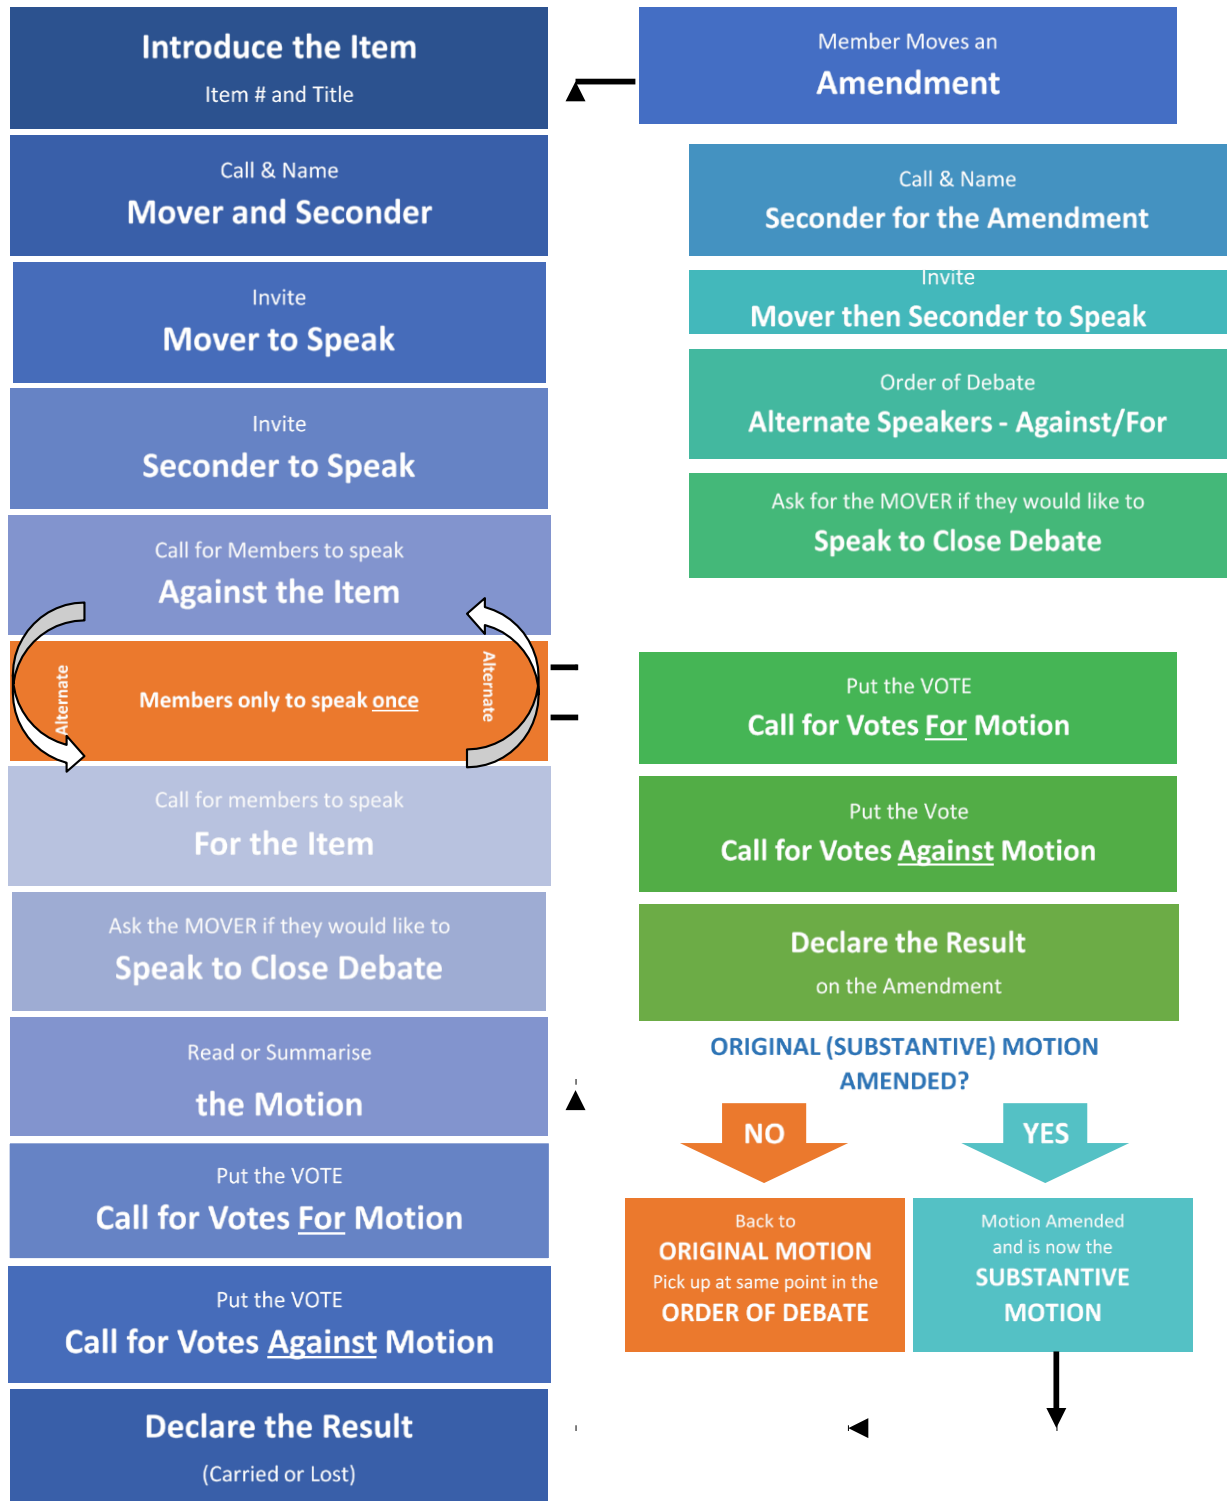 Introduce the Item
Item # and Title
Call & Name
Mover and Seconder
Invite
Mover to Speak
Invite
Seconder to Speak
Call for Members to speak
Against the Item
Alternate
Members only to speak once
Alternate
Call for members to speak
For the Item
Ask the MOVER if they would like to
Speak to Close Debate
Read or Summarise
the Motion
Put the VOTE
Call for Votes For Motion
Put the VOTE
Call for Votes Against Motion
Declare the Result
(Carried or Lost)
Member Moves an
Amendment
Call & Name
Seconder for the Amendment
Invite
Mover then Seconder to Speak
Order of Debate
Alternate Speakers - Against/For
Ask for the MOVER if they would like to
Speak to Close Debate
Put the VOTE
Call for Votes For Motion
Put the Vote
Call for Votes Against Motion
Declare the Result
on the Amendment
ORIGINAL (SUBSTANTIVE) MOTION
AMENDED?
NO
YES
Back to
ORIGINAL MOTION
Pick up at same point in the
ORDER OF DEBATE
Motion Amended
and is now the
SUBSTANTIVE
MOTION